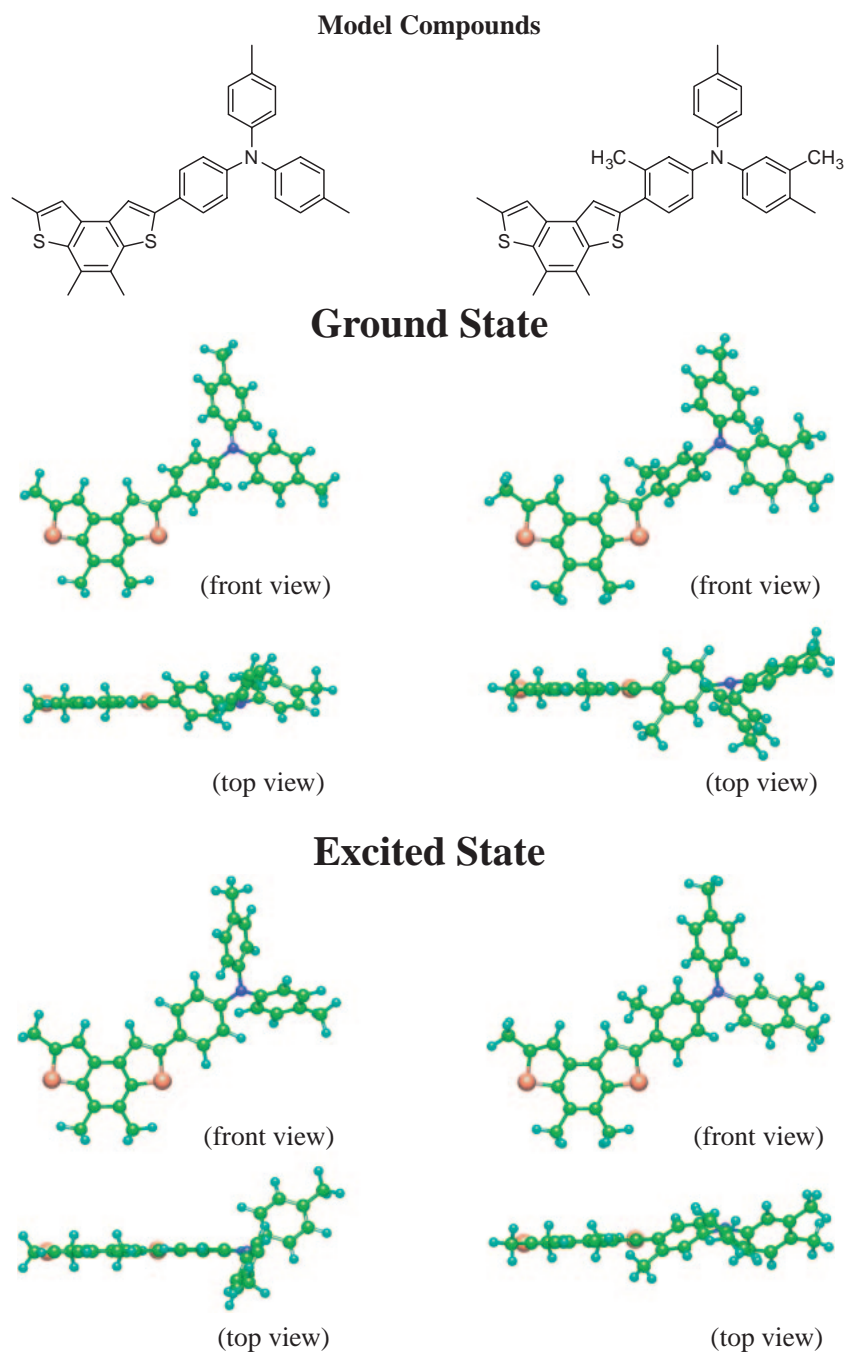 Model Compounds
N
S
S
H₃C
N
CH₃
S
S
Ground State
(front view)
(front view)
(top view)
(top view)
Excited State
(front view)
(front view)
(top view)
(top view)